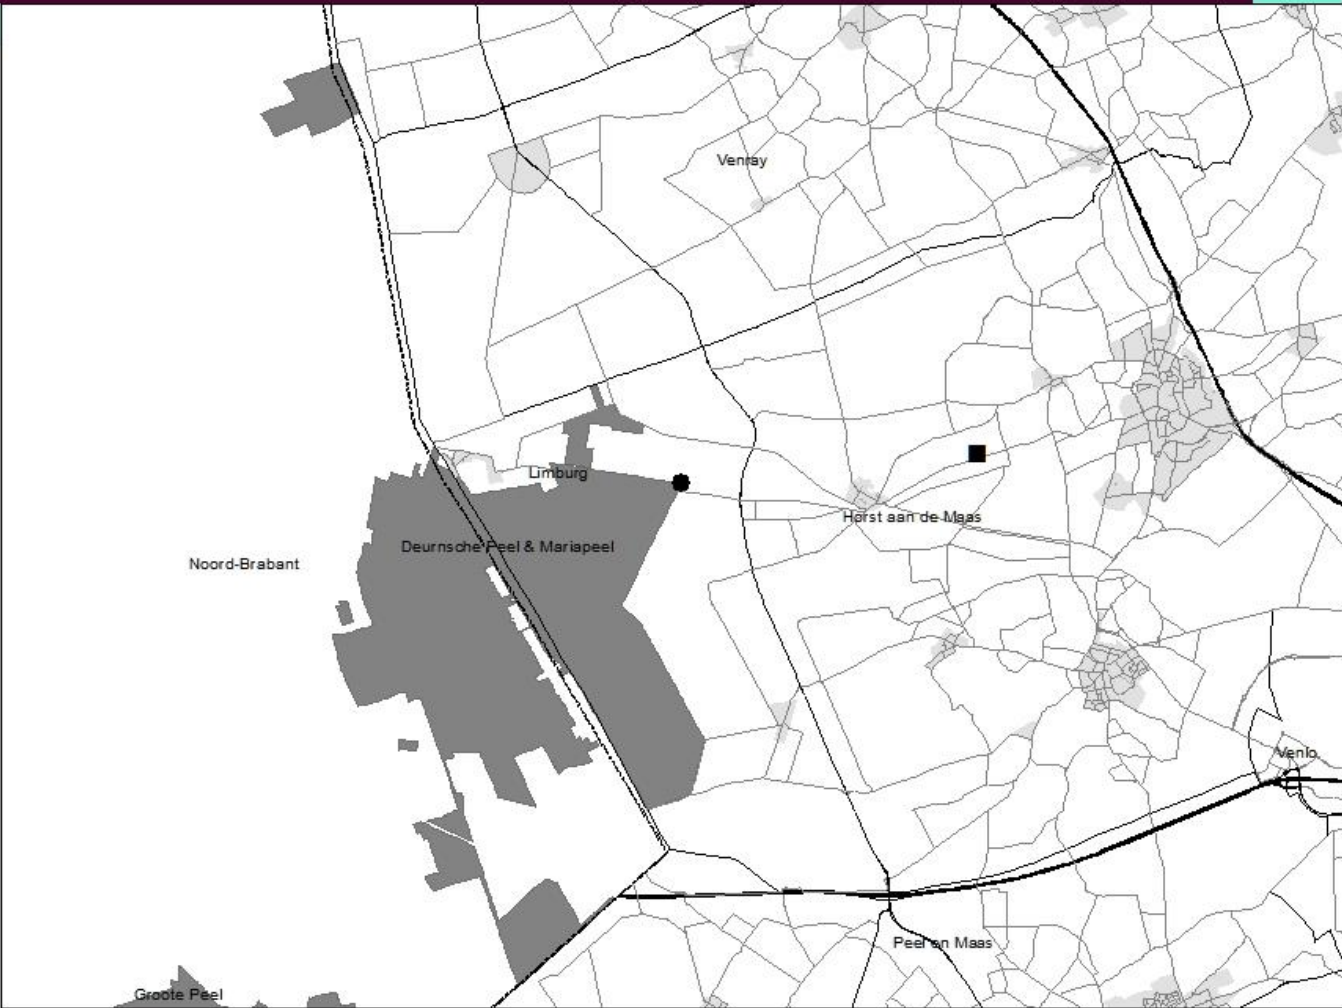 Venray
Limburg
Horst aan de Maas
Deurnsche Peel & Mariapeel
Noord-Brabant
Venlo
Peel en Maas
Groote Peel